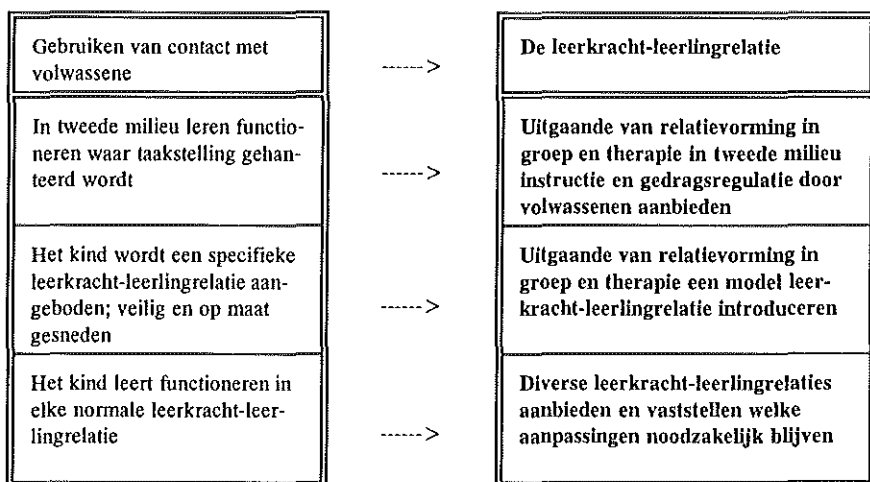 Gebruiken van contact met
volwassene
------>
De leerkracht-leerlingrelatie
In tweede milieu leren functio-
neren waar taakstelling gehan-
teerd wordt
------>
Uitgaande van relatievorming in
groep en therapie in tweede milieu
instructie en gedragsregulatie door
volwassenen aanbieden
Het kind wordt een specifieke
leerkracht-leerlingrelatie aan-
geboden; veilig en op maat
gesneden
------>
Uitgaande van relatievorming in
groep en therapie een model leer-
kracht-leerlingrelatie introduceren
Het kind leert functioneren in
elke normale leerkracht-leer-
lingrelatie
------>
Diverse leerkracht-leerlingrelaties
aanbieden en vaststellen welke
aanpassingen noodzakelijk blijven